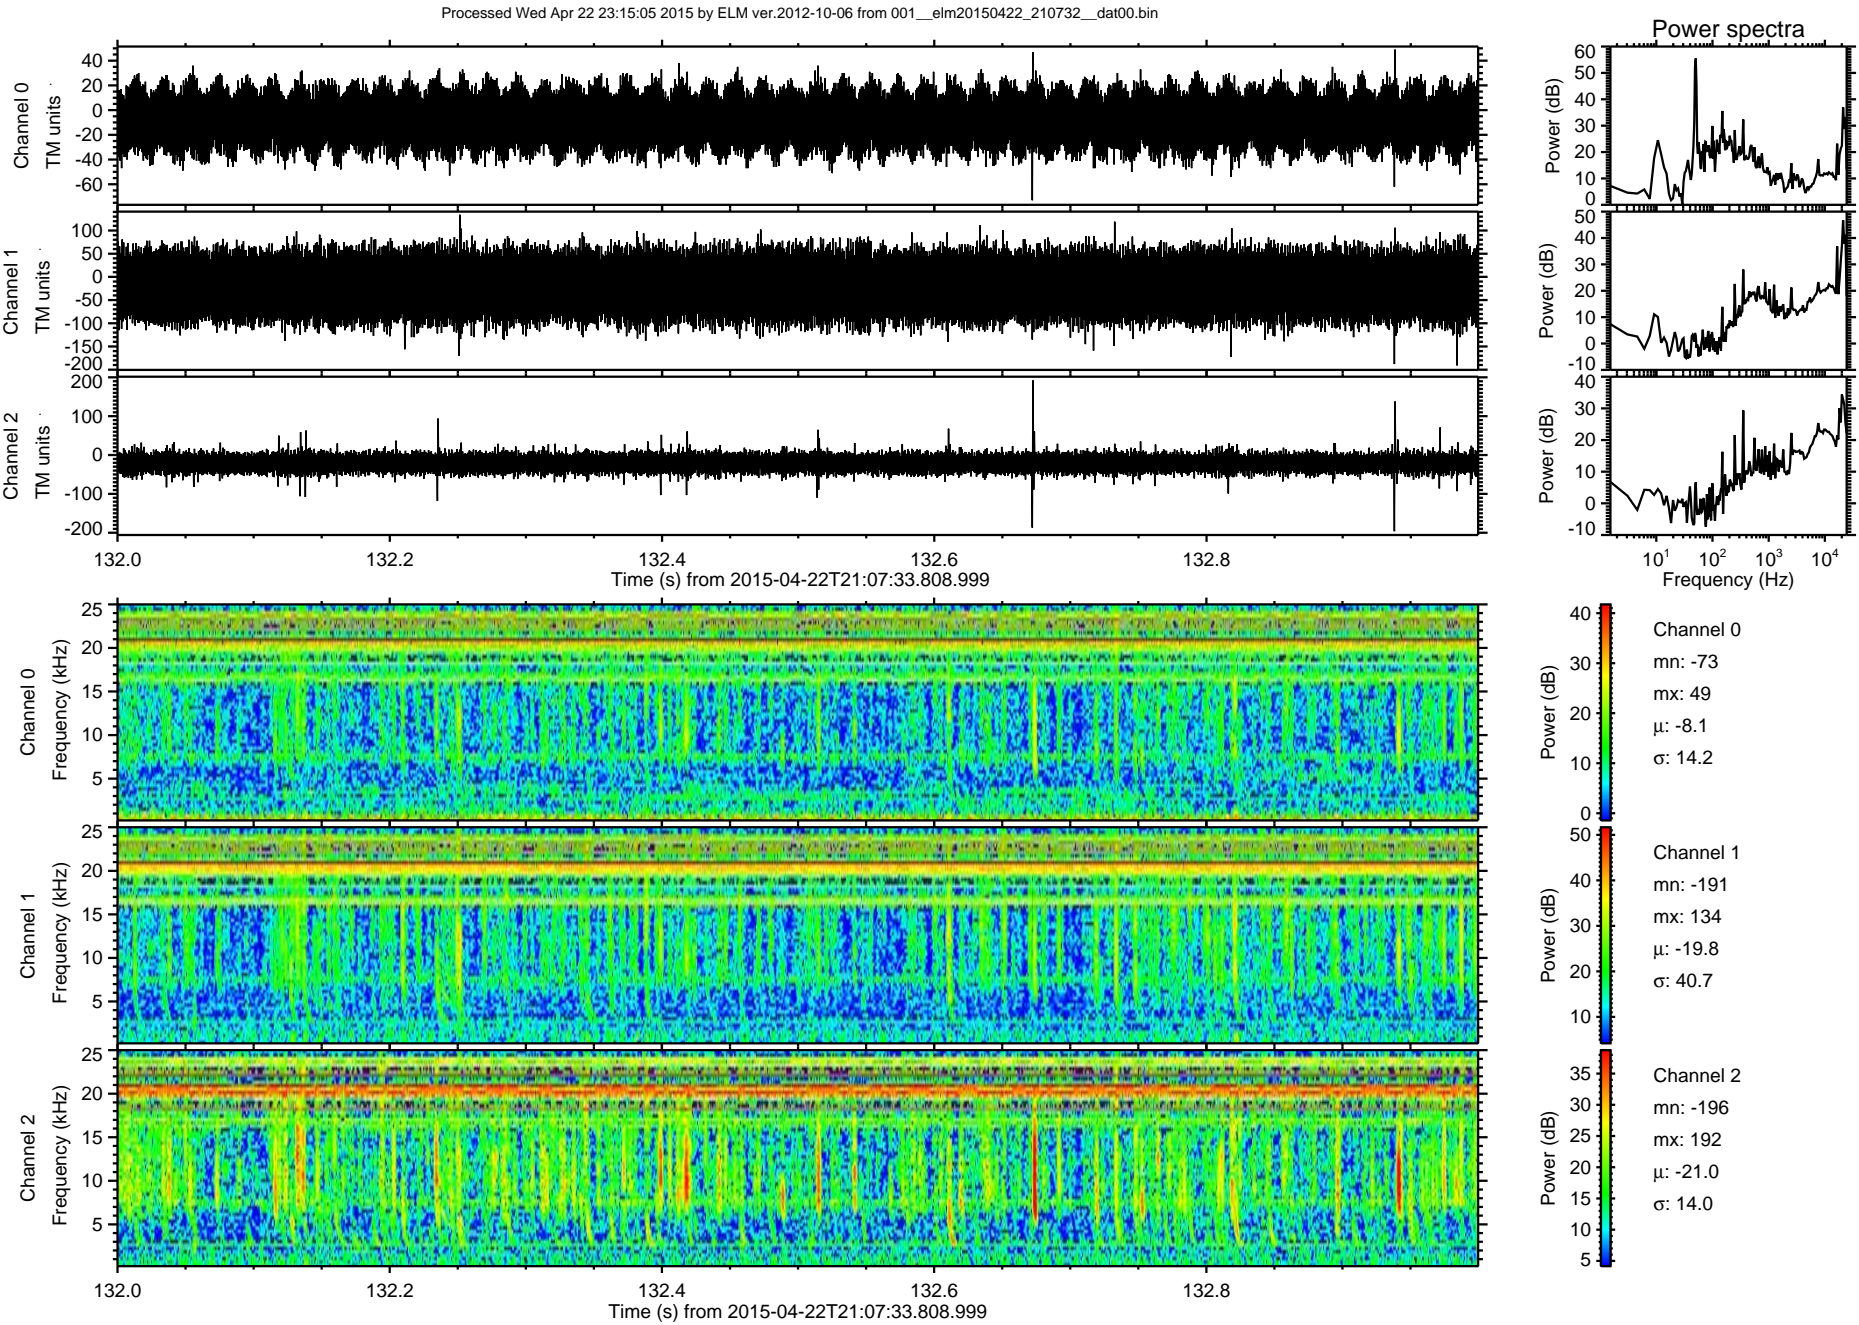 Processed Wed Apr 22 23:15:05 2015 by ELM ver.2012-10-06 from 001__elm20150422_210732__dat00.bin
Power spectra
Channel 0
TM units
40
20
0
-20
-40
-60
Power (dB)
60
50
40
30
20
10
0
Channel 1
TM units
100
50
0
-50
-100
-150
-200
Power (dB)
50
40
30
20
10
0
-10
Channel 2
TM units
200
100
0
-100
-200
Power (dB)
40
30
20
10
0
-10
132.0 132.2 132.4 132.6 132.8
Time (s) from 2015-04-22T21:07:33.808.999
10¹ 10² 10³ 10⁴
Frequency (Hz)
Channel 0
Frequency (kHz)
25
20
15
10
5
Power (dB)
40
30
20
10
0
Channel 0
mn: -73
mx: 49
μ: -8.1
σ: 14.2
Channel 1
Frequency (kHz)
25
20
15
10
5
Power (dB)
50
40
30
20
10
Channel 1
mn: -191
mx: 134
μ: -19.8
σ: 40.7
Channel 2
Frequency (kHz)
25
20
15
10
5
Power (dB)
35
30
25
20
15
10
5
Channel 2
mn: -196
mx: 192
μ: -21.0
σ: 14.0
132.0 132.2 132.4 132.6 132.8
Time (s) from 2015-04-22T21:07:33.808.999